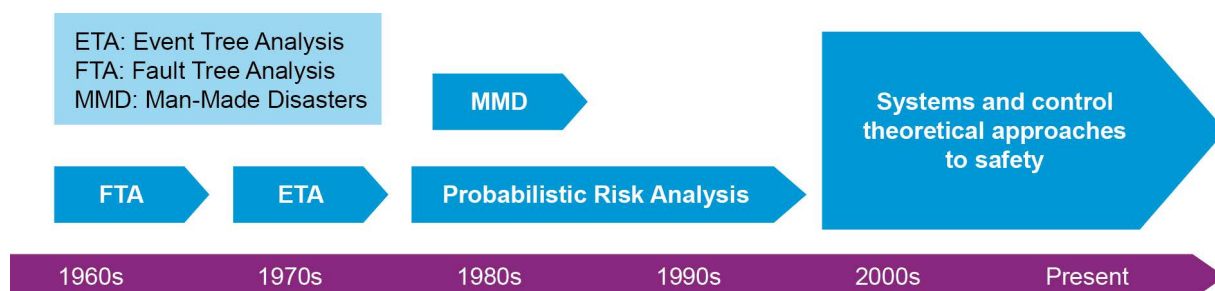 ETA: Event Tree Analysis
FTA: Fault Tree Analysis
MMD: Man-Made Disasters
MMD
Systems and control
theoretical approaches
to safety
FTA
ETA
Probabilistic Risk Analysis
1960s
1970s
1980s
1990s
2000s
Present